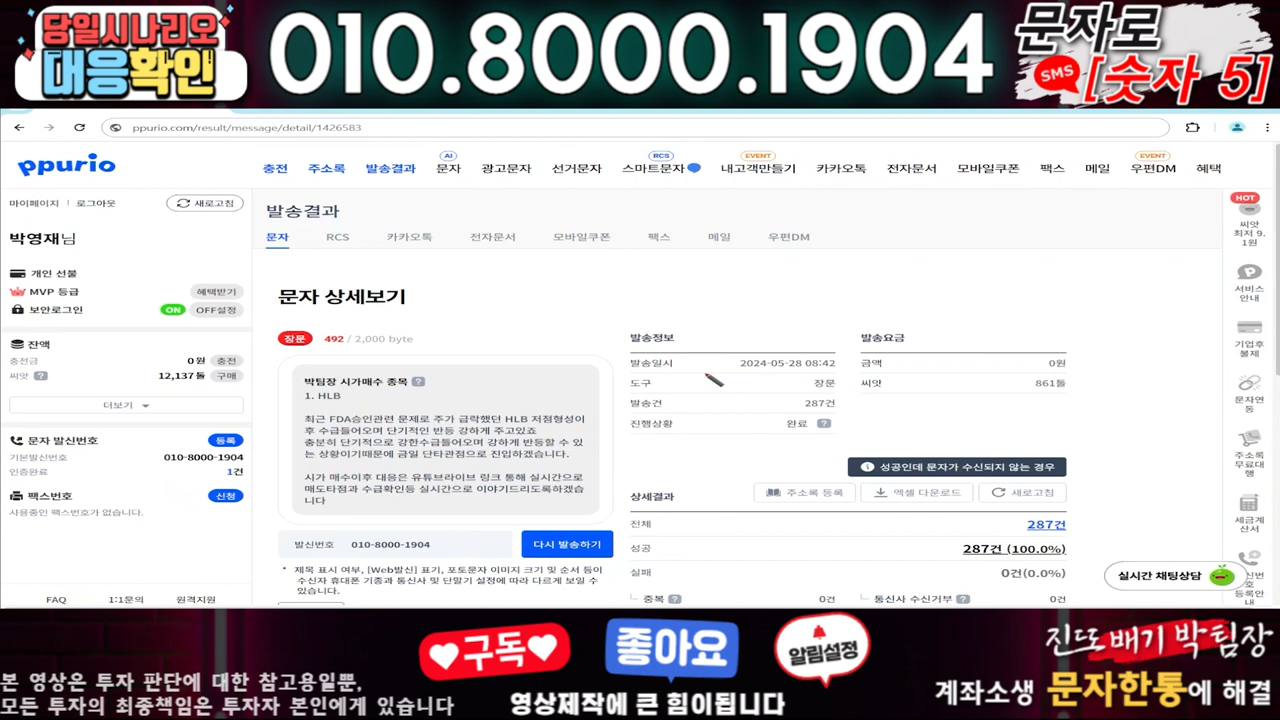 당일시나리오
대응확인
010.8000.1904
문자로
SMS
[숫자 5]
ppurio.com/result/message/detail/1426583
ppurio
충전
주소록
발송결과
AI
문자
광고문자
선거문자
RCS
스마트문자
EVENT
내고객만들기
카카오톡
전자문서
모바일쿠폰
팩스
메일
EVENT
우편DM
혜택
마이페이지 | 로그아웃
새로고침
박영재님
개인 선불
MVP 등급
혜택받기
보안로그인
ON
OFF설정
잔액
충전금
0원
충전
씨앗 ?
12,137톨
구매
더보기
문자 발신번호
등록
기본발신번호
010-8000-1904
인증완료
1건
팩스번호
신청
사용중인 팩스번호가 없습니다.
FAQ
1:1문의
원격지원
발송결과
문자
RCS
카카오톡
전자문서
모바일쿠폰
팩스
메일
우편DM
문자 상세보기
장문
492 / 2,000 byte
박팀장 시가매수 종목 ?
1. HLB
최근 FDA승인관련 문제로 주가 급락했던 HLB 저점형성이
후 수급들어오며 단기적인 반등 강하게 주고있죠
충분히 단기적으로 강한수급들어오며 강하게 반등할 수 있
는 상황이기때문에 금일 단타관점으로 진입하겠습니다.
시가 매수이후 대응은 유튜브라이브 링크 통해 실시간으로
매도타점과 수급확인등 실시간으로 이야기드리도록하겠습
니다
발신번호
010-8000-1904
다시 발송하기
* 제목 표시 여부, [Web발신] 표기, 포토문자 이미지 크기 및 순서 등이
수신자 휴대폰 기종과 통신사 및 단말기 설정에 따라 다르게 보일 수
있습니다.
발송정보
발송일시
2024-05-28 08:42
도구
장문
발송건
287건
진행상황
완료 ?
발송요금
금액
0원
씨앗
861톨
성공인데 문자가 수신되지 않는 경우
상세결과
주소록 등록
엑셀 다운로드
새로고침
전체
287건
성공
287건 (100.0%)
실패
0건(0.0%)
중복 ?
0건
통신사 수신거부 ?
0건
HOT
씨앗
최저 9.
1원
서비스
안내
기업후
불제
문자연
동
주소록
무료대
행
세금계
산서
신번
호
등록안
내
실시간 채팅상담
본 영상은 투자 판단에 대한 참고용일뿐,
모든 투자의 최종책임은 투자자 본인에게 있습니다
구독
좋아요
알림설정
영상제작에 큰 힘이됩니다
진또배기 박팀장
계좌소생 문자한통에 해결